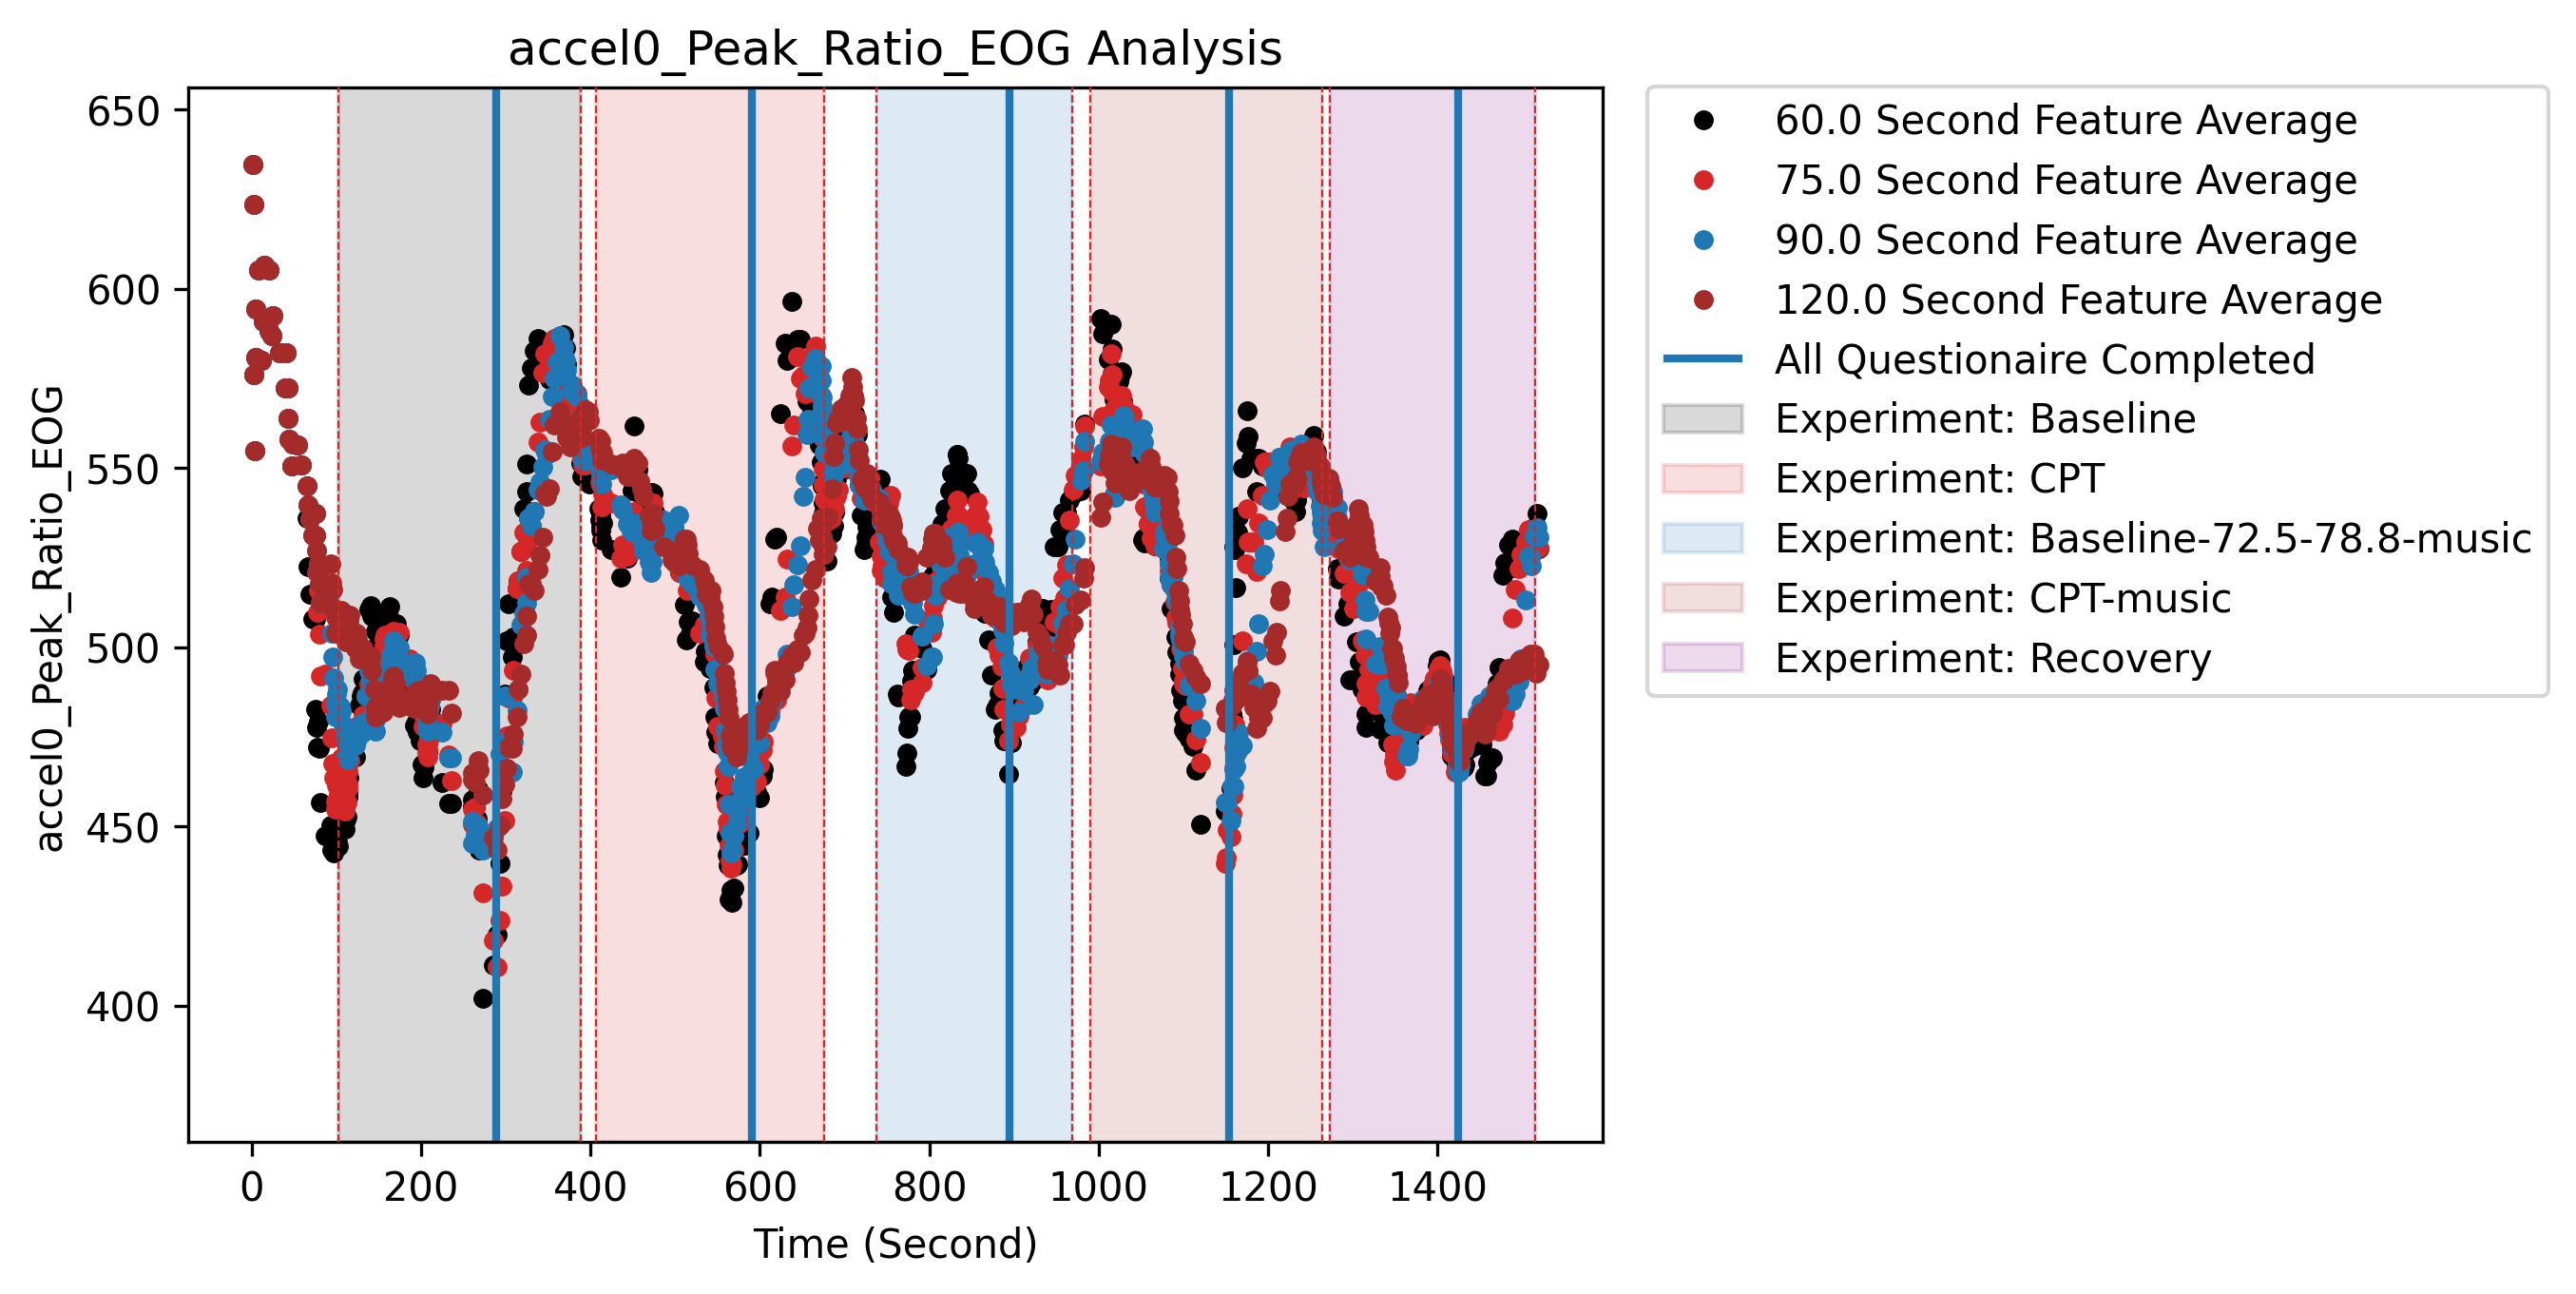 accel0_Peak_Ratio_EOG Analysis
accel0_Peak_Ratio_EOG
650
600
550
500
450
400
0 200 400 600 800 1000 1200 1400
Time (Second)
60.0 Second Feature Average
75.0 Second Feature Average
90.0 Second Feature Average
120.0 Second Feature Average
All Questionaire Completed
Experiment: Baseline
Experiment: CPT
Experiment: Baseline-72.5-78.8-music
Experiment: CPT-music
Experiment: Recovery